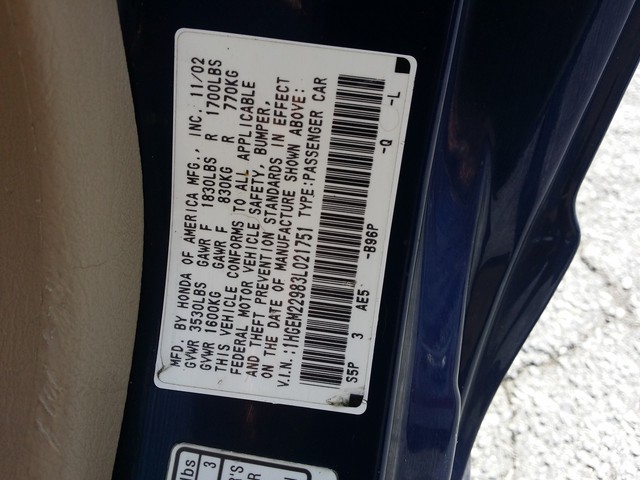 MFD. BY HONDA OF AMERICA MFG., INC. 11/02
GVWR 3530LBS GAWR F 1830LBS R 1700LBS
GVWR 1600KG GAWR F 830KG R 770KG
THIS VEHICLE CONFORMS TO ALL APPLICABLE
FEDERAL MOTOR VEHICLE SAFETY, BUMPER,
AND THEFT PREVENTION STANDARDS IN EFFECT
ON THE DATE OF MANUFACTURE SHOWN ABOVE:
V.I.N.:1HGEM22983L021751 TYPE:PASSENGER CAR
S5P 3 AE5 -B96P -Q -L
lbs 3